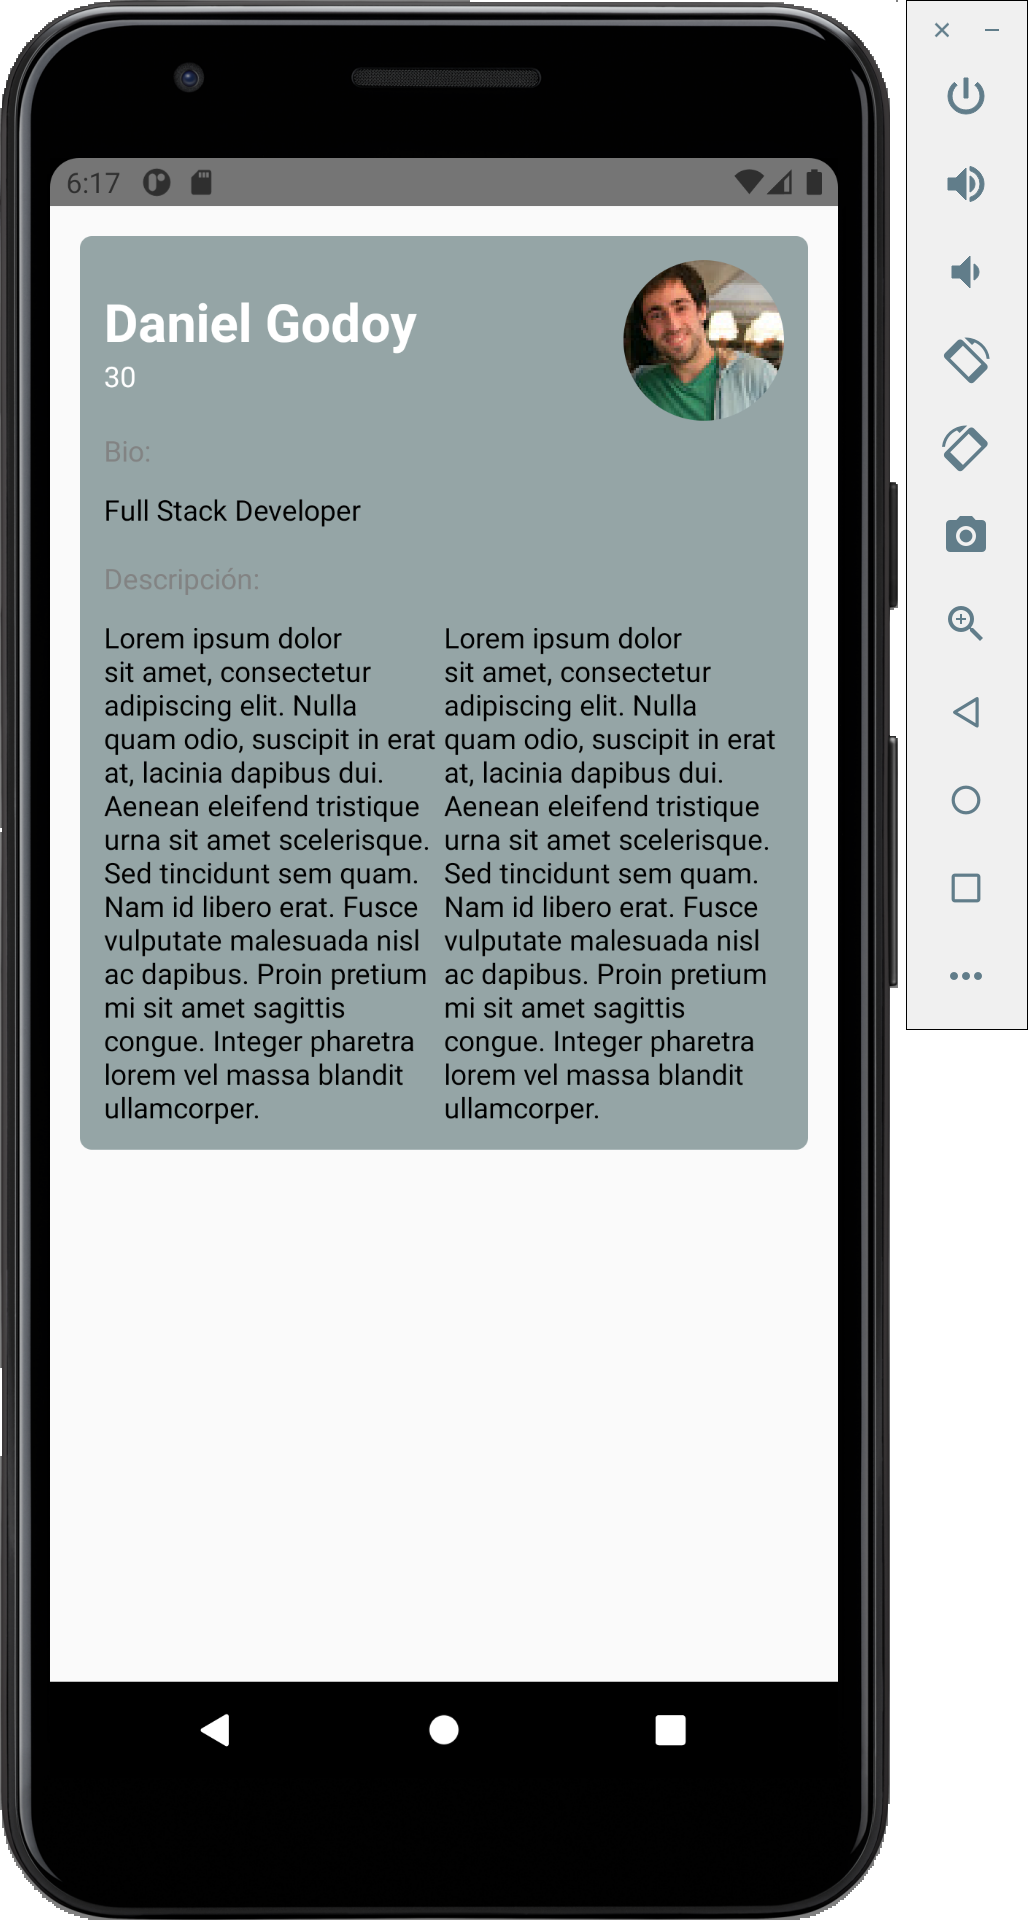 6:17
Daniel Godoy
30
Bio:
Full Stack Developer
Descripción:
Lorem ipsum dolor
sit amet, consectetur
adipiscing elit. Nulla
quam odio, suscipit in erat
at, lacinia dapibus dui.
Aenean eleifend tristique
urna sit amet scelerisque.
Sed tincidunt sem quam.
Nam id libero erat. Fusce
vulputate malesuada nisl
ac dapibus. Proin pretium
mi sit amet sagittis
congue. Integer pharetra
lorem vel massa blandit
ullamcorper.
Lorem ipsum dolor
sit amet, consectetur
adipiscing elit. Nulla
quam odio, suscipit in erat
at, lacinia dapibus dui.
Aenean eleifend tristique
urna sit amet scelerisque.
Sed tincidunt sem quam.
Nam id libero erat. Fusce
vulputate malesuada nisl
ac dapibus. Proin pretium
mi sit amet sagittis
congue. Integer pharetra
lorem vel massa blandit
ullamcorper.